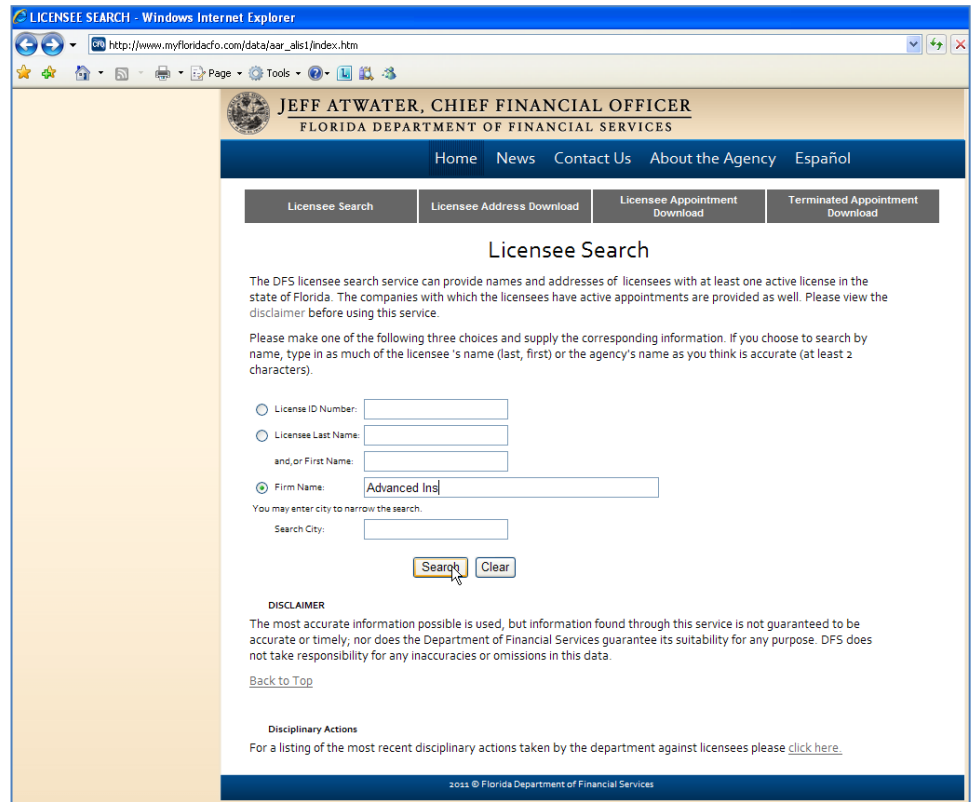 LICENSEE SEARCH - Windows Internet Explorer
http://www.myfloridacfo.com/data/aar_alis1/index.htm
Page Tools
JEFF ATWATER, CHIEF FINANCIAL OFFICER
FLORIDA DEPARTMENT OF FINANCIAL SERVICES
Home News Contact Us About the Agency Español
Licensee Search Licensee Address Download Licensee Appointment Download Terminated Appointment Download
Licensee Search
The DFS licensee search service can provide names and addresses of licensees with at least one active license in the
state of Florida. The companies with which the licensees have active appointments are provided as well. Please view the
disclaimer before using this service.
Please make one of the following three choices and supply the corresponding information. If you choose to search by
name, type in as much of the licensee 's name (last, first) or the agency's name as you think is accurate (at least 2
characters).
License ID Number:
Licensee Last Name:
and,or First Name:
Firm Name: Advanced Ins
You may enter city to narrow the search.
Search City:
Search Clear
DISCLAIMER
The most accurate information possible is used, but information found through this service is not guaranteed to be
accurate or timely; nor does the Department of Financial Services guarantee its suitability for any purpose. DFS does
not take responsibility for any inaccuracies or omissions in this data.
Back to Top
Disciplinary Actions
For a listing of the most recent disciplinary actions taken by the department against licensees please click here.
2011 © Florida Department of Financial Services